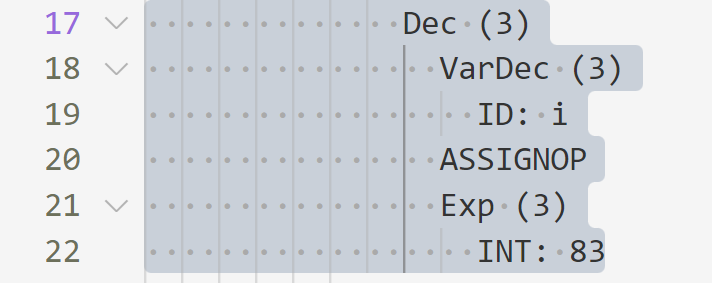 17 Dec (3)
18 VarDec (3)
19 ID: i
20 ASSIGNOP
21 Exp (3)
22 INT: 83